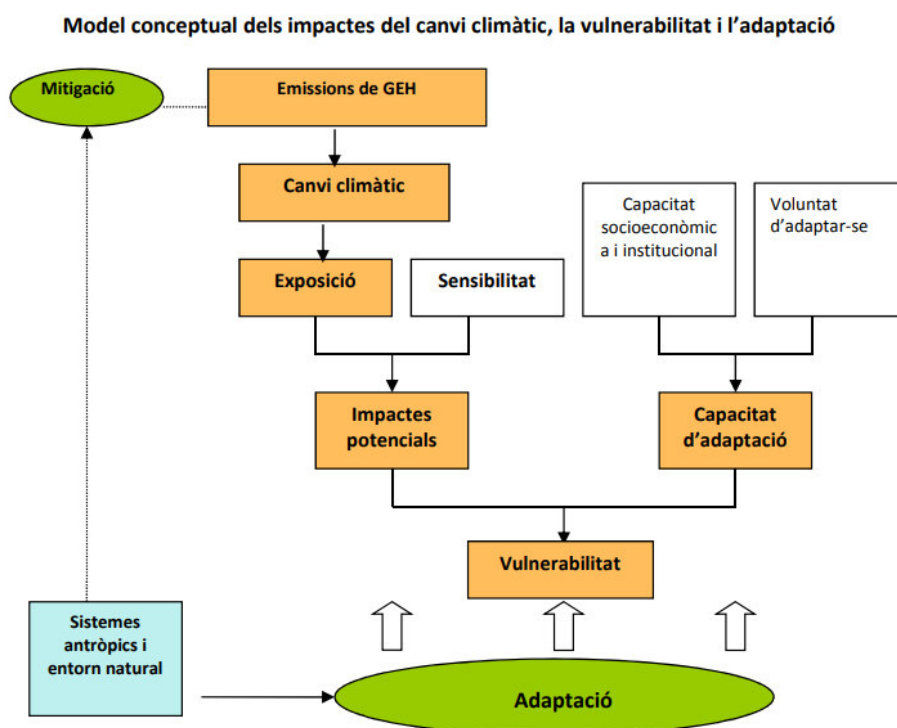 Model conceptual dels impactes del canvi climàtic, la vulnerabilitat i l’adaptació
Mitigació
Emissions de GEH
Canvi climàtic
Capacitat
socioeconòmic
a i institucional
Voluntat
d’adaptar-se
Exposició
Sensibilitat
Impactes
potencials
Capacitat
d’adaptació
Vulnerabilitat
Sistemes
antròpics i
entorn natural
Adaptació